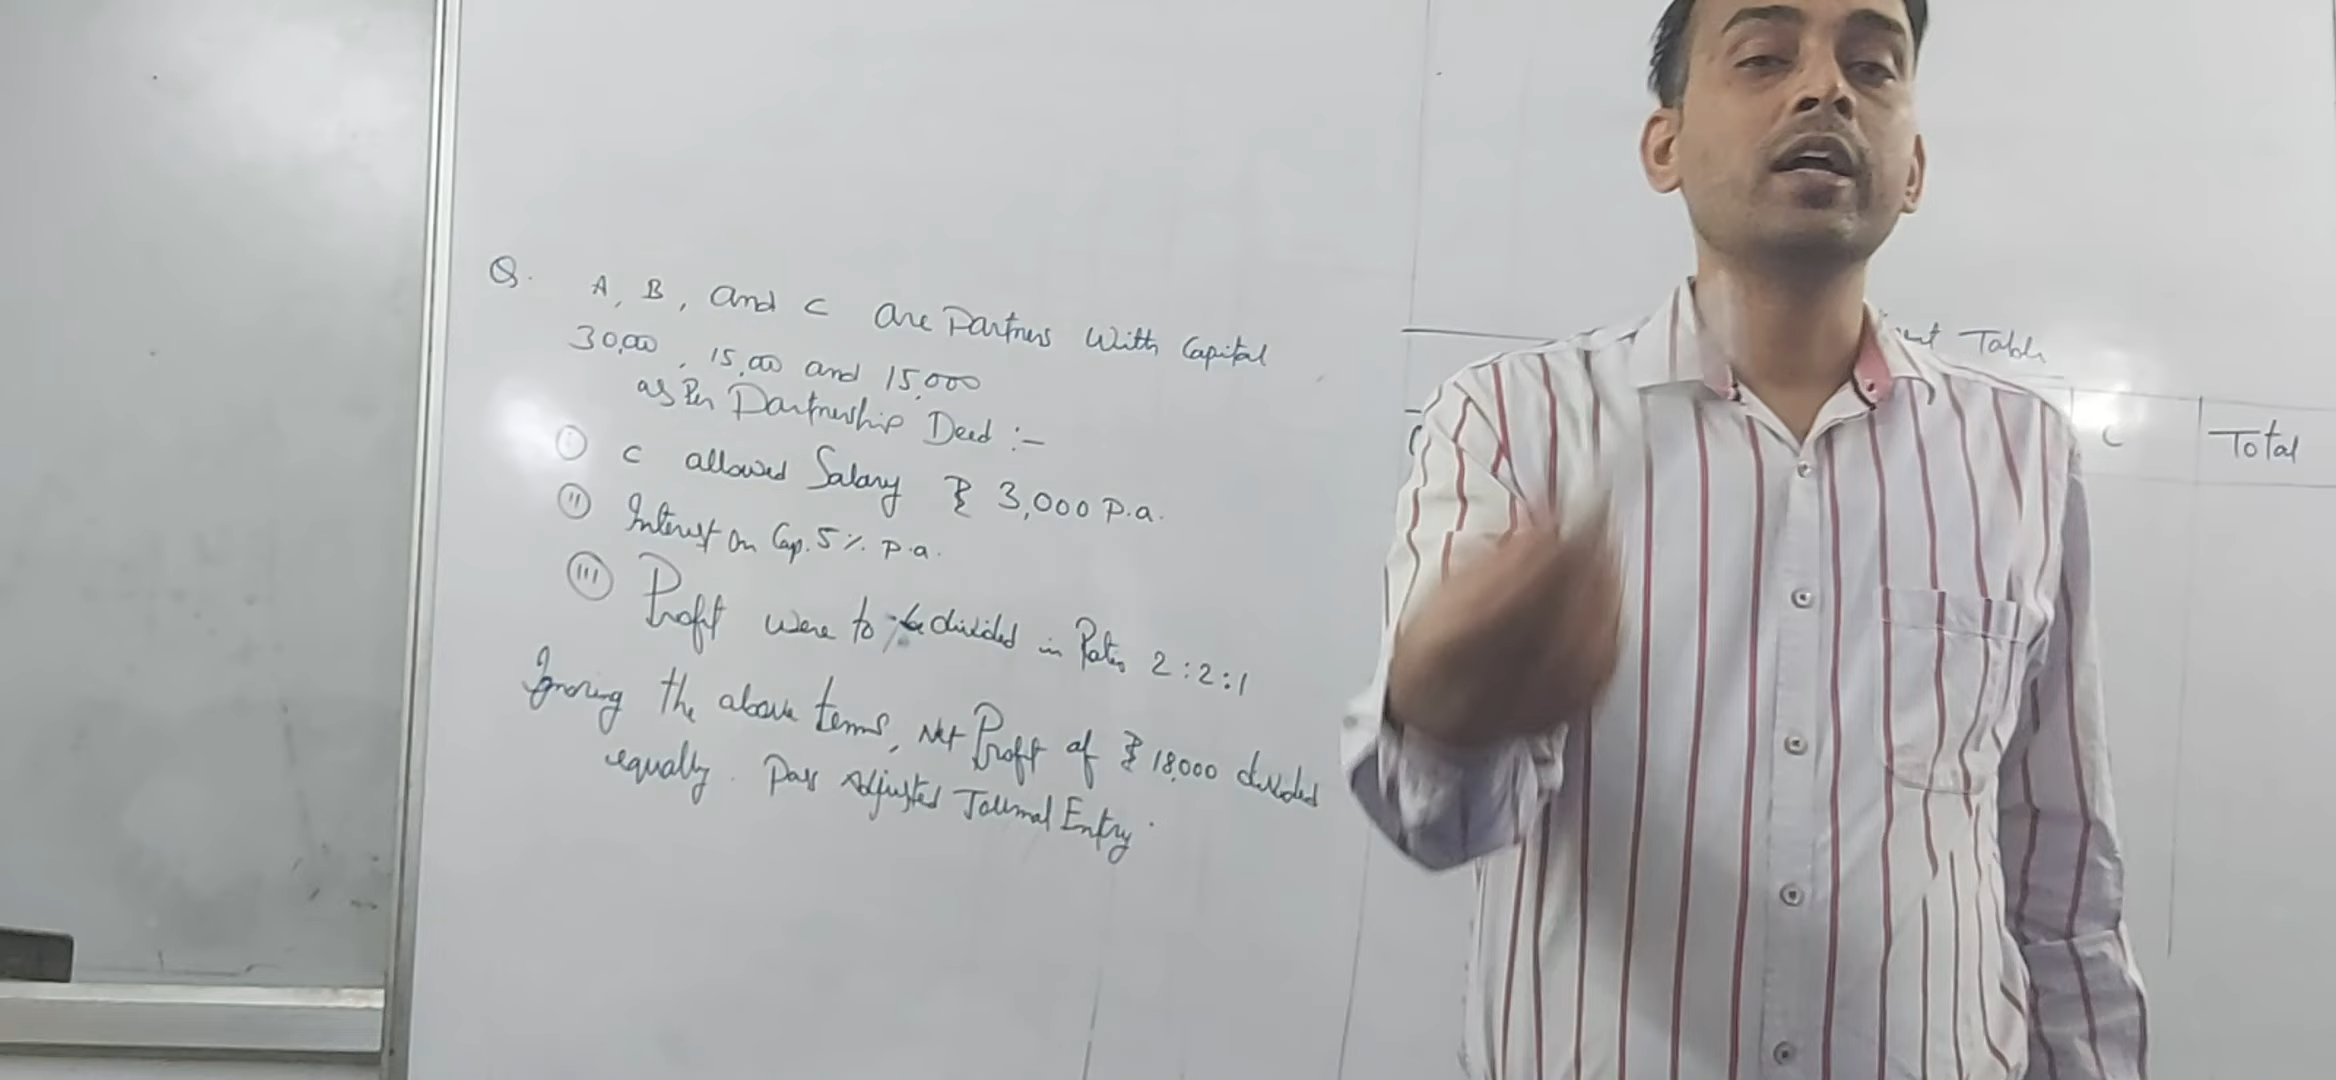 Q. A, B, and C are Partners With Capital
30,000, 15,000 and 15,000
as Per Partnership Deed :-
(i) C allowed Salary ₹ 3,000 P.a.
(ii) Interest on Cap. 5 % P.a.
(iii) Profit were to be divided in Ratio 2:2:1
Ignoring the above terms, Net Profit of ₹ 18,000 divided
equally. Pass Adjusted Journal Entry.
Table
C Total